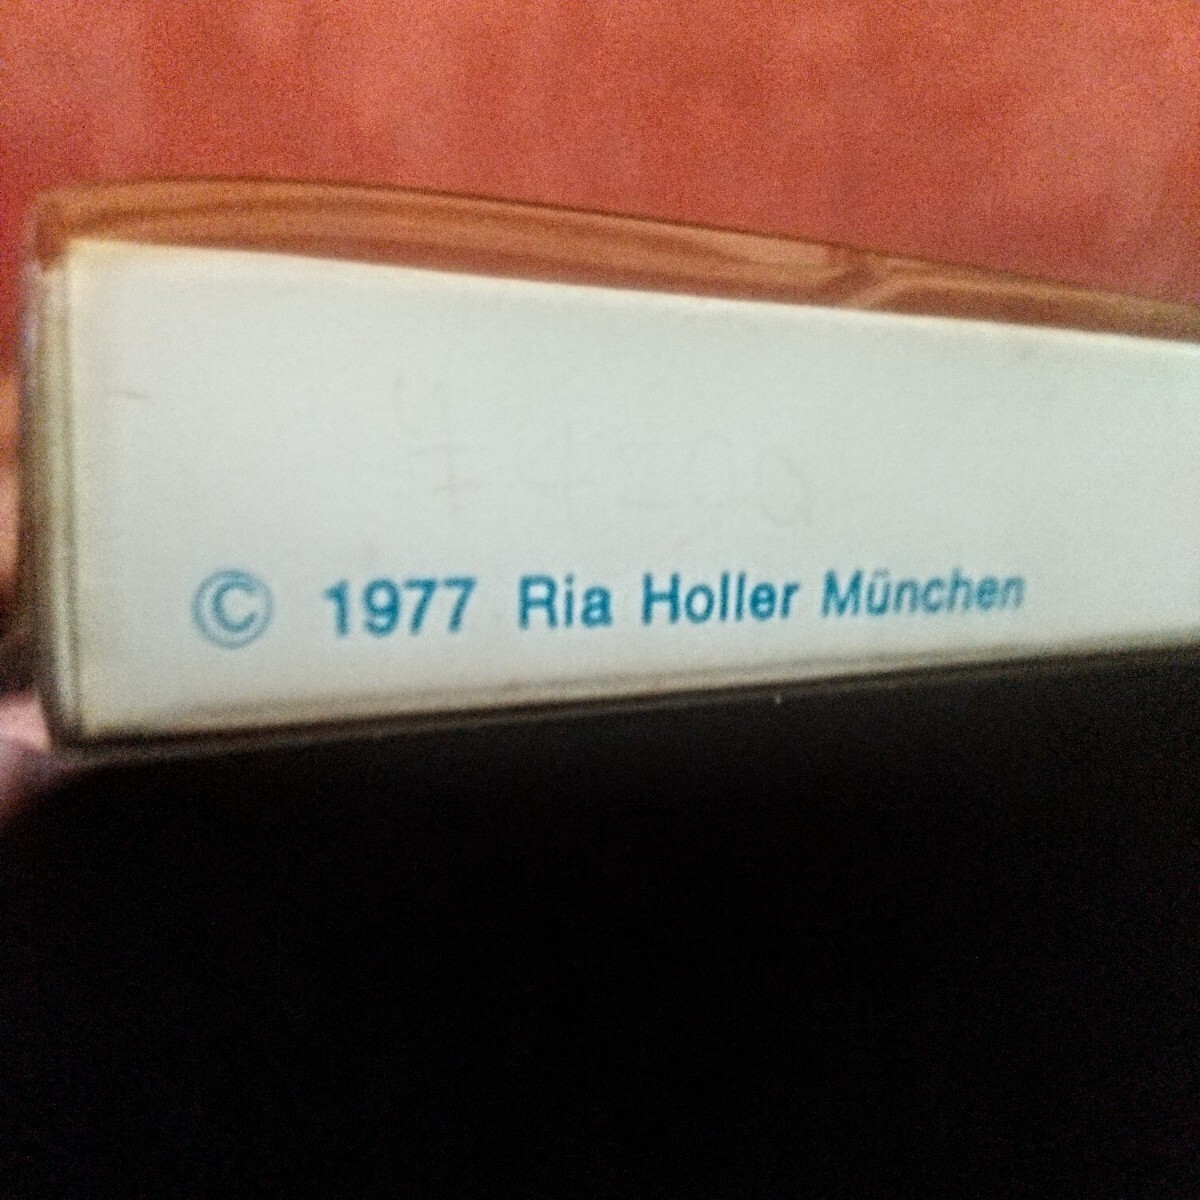 © 1977 Ria Holler München